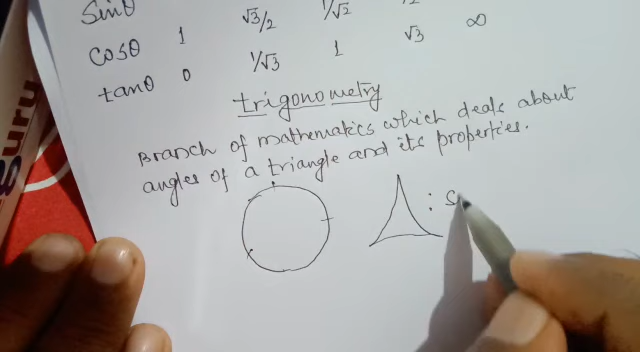 sinθ √3/2 1/√2
cosθ 1 1/√3 1 √3 ∞
tanθ 0
trigonometry
Branch of mathematics which deals about
angles of a triangle and its properties.
: S
uru